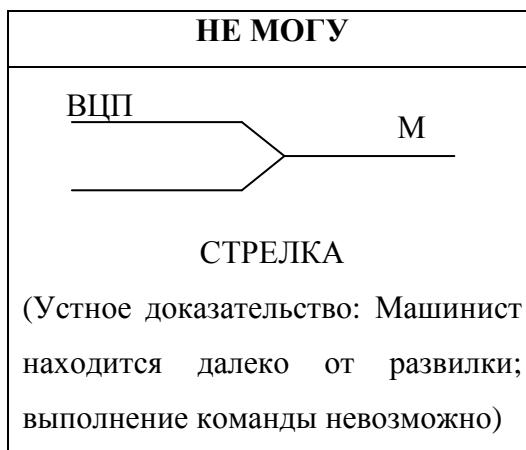 НЕ МОГУ
ВЦП
М
СТРЕЛКА
(Устное доказательство: Машинист
находится далеко от развилки;
выполнение команды невозможно)